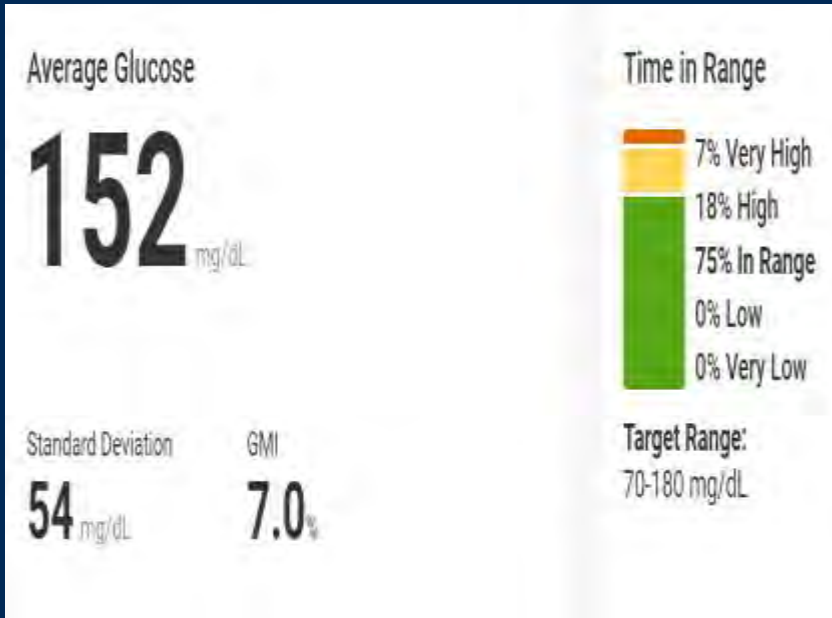 Average Glucose
152 mg/dL
Standard Deviation
54 mg/dL
GMI
7.0%
Time in Range
7% Very High
18% High
75% In Range
0% Low
0% Very Low
Target Range:
70-180 mg/dL